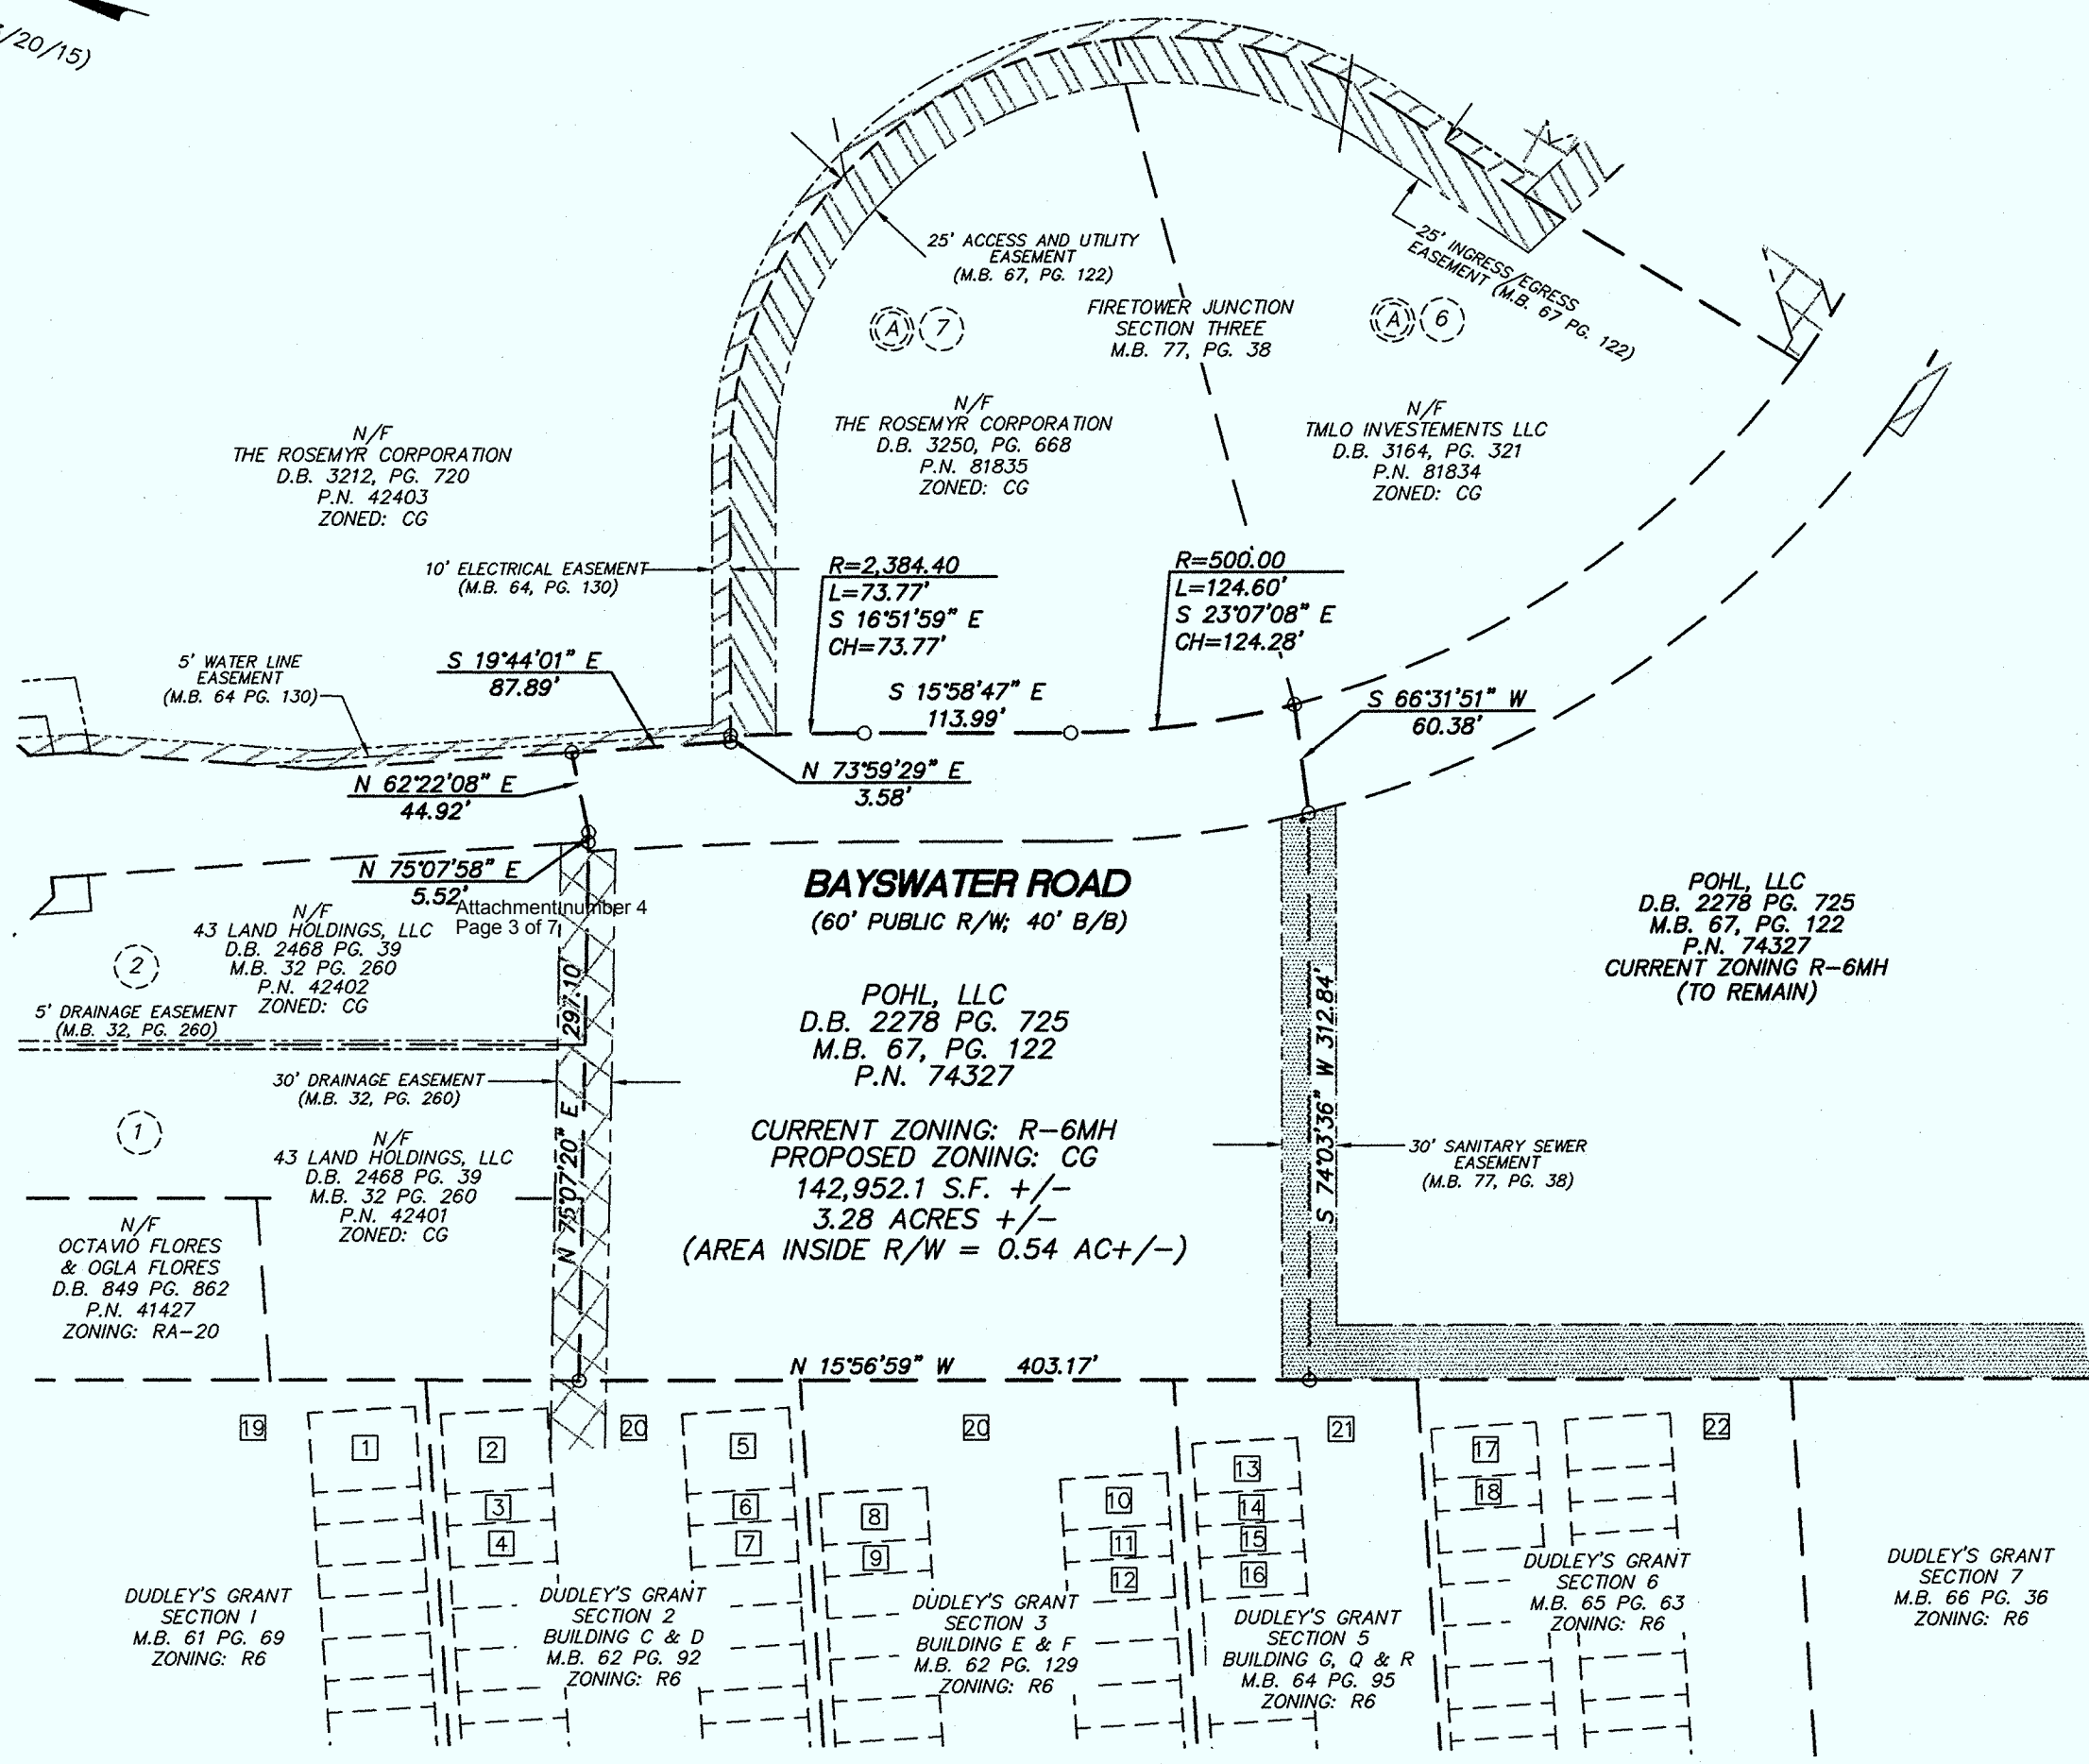 /20/15)
25' ACCESS AND UTILITY
EASEMENT
(M.B. 67, PG. 122)
25' INGRESS/EGRESS
EASEMENT (M.B. 67 PG. 122)
A 7
FIRETOWER JUNCTION
SECTION THREE
M.B. 77, PG. 38
A 6
N/F
THE ROSEMYR CORPORATION
D.B. 3212, PG. 720
P.N. 42403
ZONED: CG
N/F
THE ROSEMYR CORPORATION
D.B. 3250, PG. 668
P.N. 81835
ZONED: CG
N/F
TMLO INVESTEMENTS LLC
D.B. 3164, PG. 321
P.N. 81834
ZONED: CG
10' ELECTRICAL EASEMENT
(M.B. 64, PG. 130)
R=2,384.40
L=73.77'
S 16°51'59" E
CH=73.77'
R=500.00
L=124.60'
S 23°07'08" E
CH=124.28'
5' WATER LINE
EASEMENT
(M.B. 64 PG. 130)
S 19°44'01" E
87.89'
S 15°58'47" E
113.99'
S 66°31'51" W
60.38'
N 62°22'08" E
44.92'
N 73°59'29" E
3.58'
N 75°07'58" E
5.52'
Attachment number 4
Page 3 of 7
BAYSWATER ROAD
(60' PUBLIC R/W; 40' B/B)
N/F
43 LAND HOLDINGS, LLC
D.B. 2468 PG. 39
M.B. 32 PG. 260
P.N. 42402
ZONED: CG
2
5' DRAINAGE EASEMENT
(M.B. 32, PG. 260)
POHL, LLC
D.B. 2278 PG. 725
M.B. 67, PG. 122
P.N. 74327
CURRENT ZONING R-6MH
(TO REMAIN)
POHL, LLC
D.B. 2278 PG. 725
M.B. 67, PG. 122
P.N. 74327
30' DRAINAGE EASEMENT
(M.B. 32, PG. 260)
1
N/F
43 LAND HOLDINGS, LLC
D.B. 2468 PG. 39
M.B. 32 PG. 260
P.N. 42401
ZONED: CG
N 75°07'20" E 297.10'
CURRENT ZONING: R-6MH
PROPOSED ZONING: CG
142,952.1 S.F. +/-
3.28 ACRES +/-
(AREA INSIDE R/W = 0.54 AC+/-)
S 74°03'36" W 312.84'
30' SANITARY SEWER
EASEMENT
(M.B. 77, PG. 38)
N/F
OCTAVIO FLORES
& OGLA FLORES
D.B. 849 PG. 862
P.N. 41427
ZONING: RA-20
N 15°56'59" W 403.17'
19
1
2
20
5
20
21
17
22
3
4
6
7
8
9
10
11
12
13
14
15
16
18
DUDLEY'S GRANT
SECTION 1
M.B. 61 PG. 69
ZONING: R6
DUDLEY'S GRANT
SECTION 2
BUILDING C & D
M.B. 62 PG. 92
ZONING: R6
DUDLEY'S GRANT
SECTION 3
BUILDING E & F
M.B. 62 PG. 129
ZONING: R6
DUDLEY'S GRANT
SECTION 5
BUILDING G, Q & R
M.B. 64 PG. 95
ZONING: R6
DUDLEY'S GRANT
SECTION 6
M.B. 65 PG. 63
ZONING: R6
DUDLEY'S GRANT
SECTION 7
M.B. 66 PG. 36
ZONING: R6